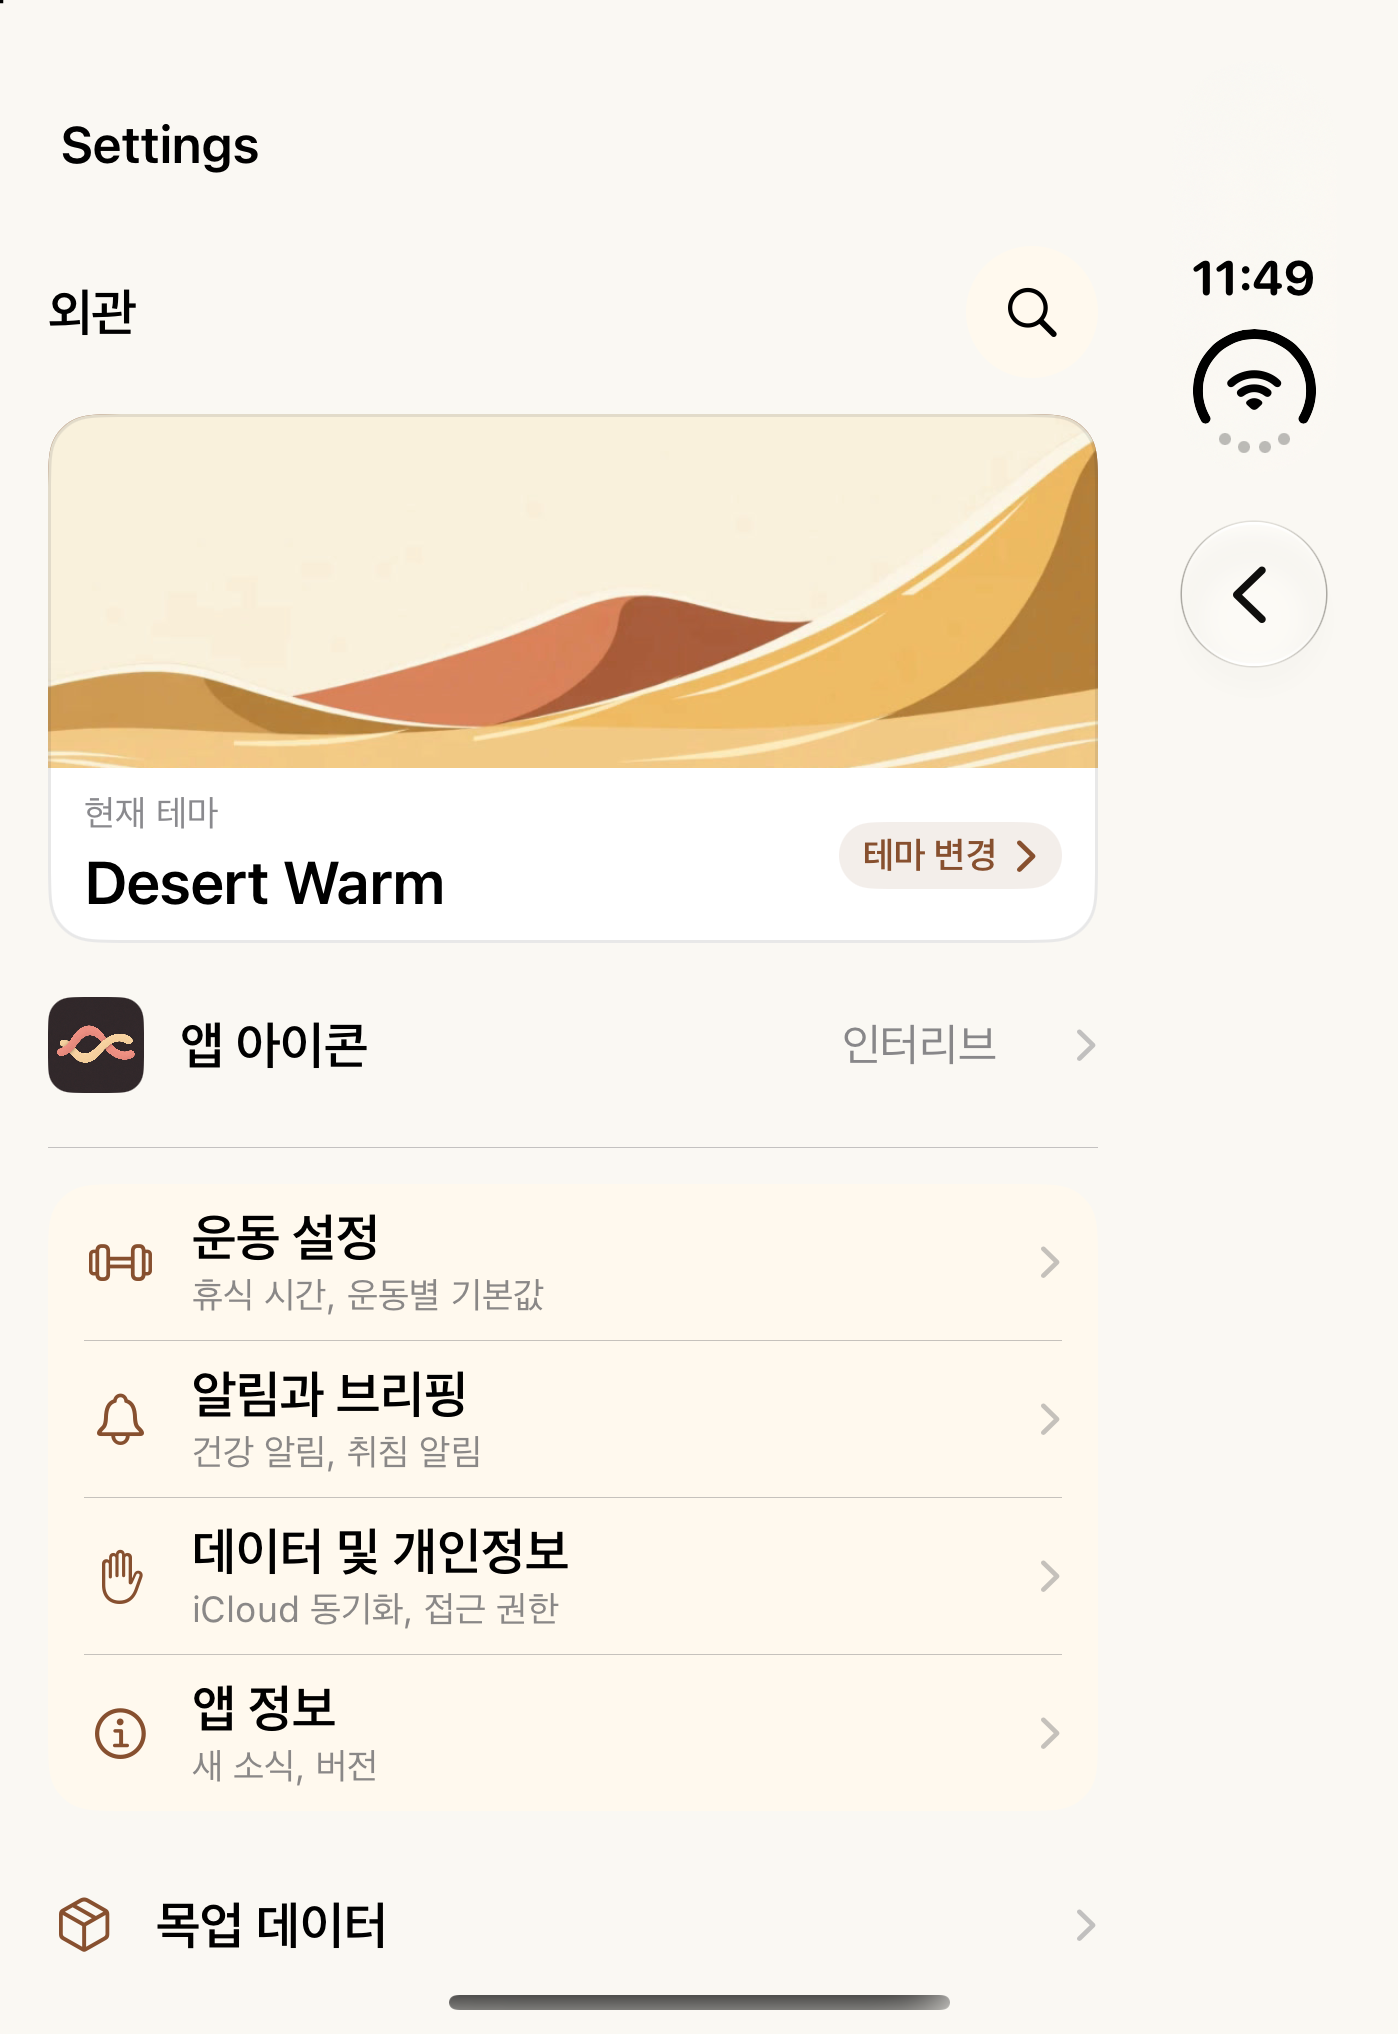 Settings
11:49
외관
현재 테마
Desert Warm
테마 변경
앱 아이콘
인터리브
운동 설정
휴식 시간, 운동별 기본값
알림과 브리핑
건강 알림, 취침 알림
데이터 및 개인정보
iCloud 동기화, 접근 권한
앱 정보
새 소식, 버전
목업 데이터